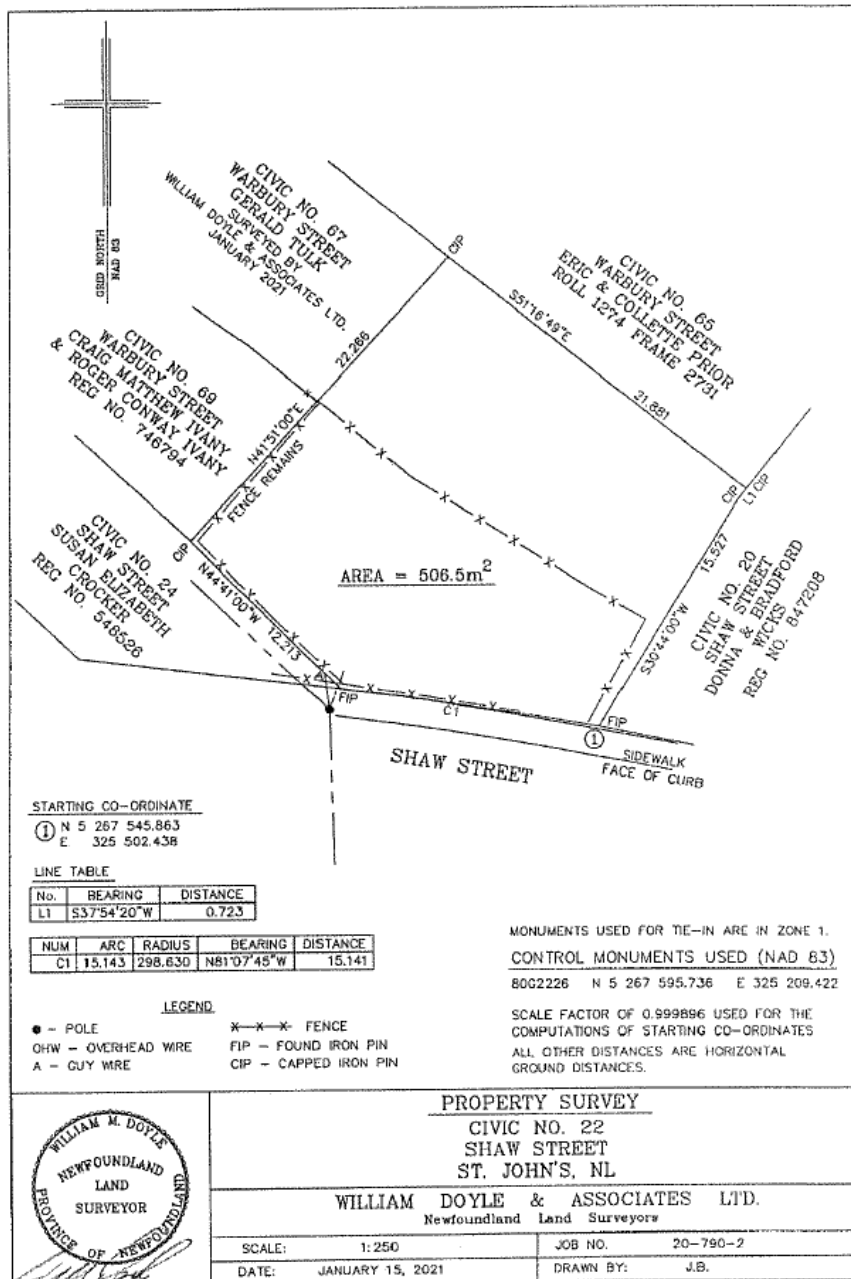 GRID NORTH
NAD 83
CIVIC NO. 67
WARBURY STREET
GERALD TULK
SURVEYED BY
WILLIAM DOYLE & ASSOCIATES LTD.
JANUARY 2021
CIP
CIVIC NO. 65
WARBURY STREET
ERIC & COLLETTE PRIOR
ROLL 1274 FRAME 2731
S51°16'49"E
21.881
22.266
CIVIC NO. 69
WARBURY STREET
CRAIG MATTHEW IVANY
& ROGER CONWAY IVANY
REG NO. 746794
N41°51'00"E
FENCE REMAINS
CIP
CIP
L1 CIP
15.527
S30°44'00"W
CIVIC NO. 20
SHAW STREET
DONNA & BRADFORD
WICKS
REG NO. 847208
CIVIC NO. 24
SHAW STREET
SUSAN ELIZABETH
CROCKER
REG NO. 546526
N44°41'00"W
12.213
AREA = 506.5m²
A
FIP
C1
FIP
1
SIDEWALK
FACE OF CURB
SHAW STREET
STARTING CO-ORDINATE
1 N 5 267 545.863
E 325 502.438
LINE TABLE
No. BEARING DISTANCE
L1 S37°54'20"W 0.723
NUM ARC RADIUS BEARING DISTANCE
C1 15.143 298.630 N81°07'45"W 15.141
MONUMENTS USED FOR TIE-IN ARE IN ZONE 1.
CONTROL MONUMENTS USED (NAD 83)
80G2226 N 5 267 595.736 E 325 209.422
SCALE FACTOR OF 0.999896 USED FOR THE
COMPUTATIONS OF STARTING CO-ORDINATES
ALL OTHER DISTANCES ARE HORIZONTAL
GROUND DISTANCES.
LEGEND
● - POLE
OHW - OVERHEAD WIRE
A - GUY WIRE
X—X—X- FENCE
FIP - FOUND IRON PIN
CIP - CAPPED IRON PIN
WILLIAM M. DOYLE
NEWFOUNDLAND
LAND
SURVEYOR
PROVINCE OF NEWFOUNDLAND
PROPERTY SURVEY
CIVIC NO. 22
SHAW STREET
ST. JOHN'S, NL
WILLIAM DOYLE & ASSOCIATES LTD.
Newfoundland Land Surveyors
SCALE: 1:250 JOB NO. 20-790-2
DATE: JANUARY 15, 2021 DRAWN BY: J.B.